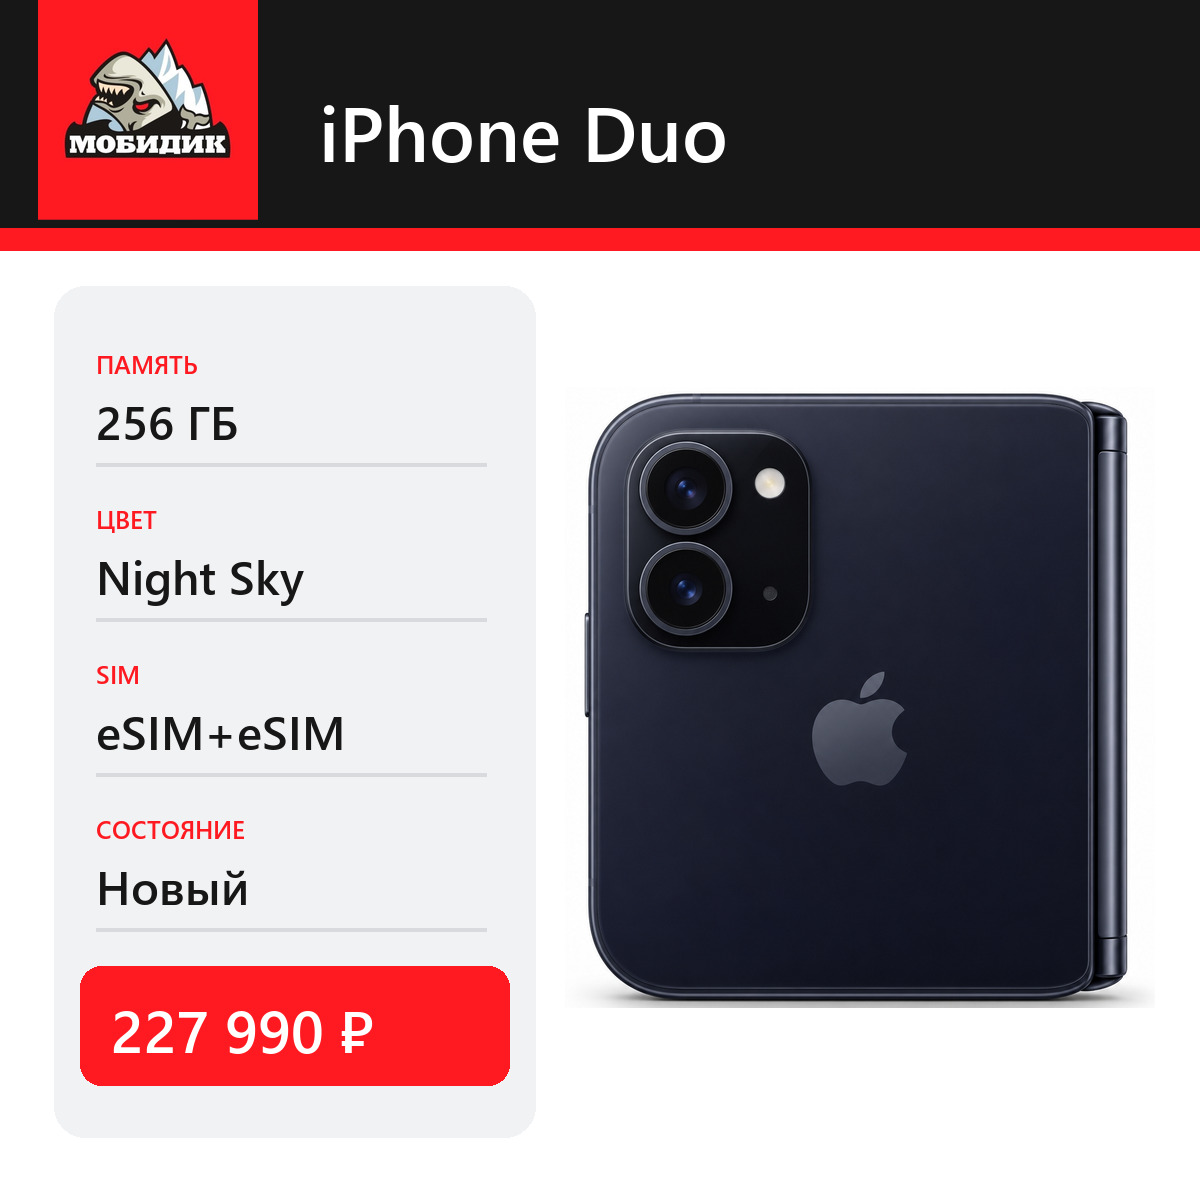 МОБИДИК
iPhone Duo
ПАМЯТЬ
256 ГБ
ЦВЕТ
Night Sky
SIM
eSIM+eSIM
СОСТОЯНИЕ
Новый
227 990 ₽